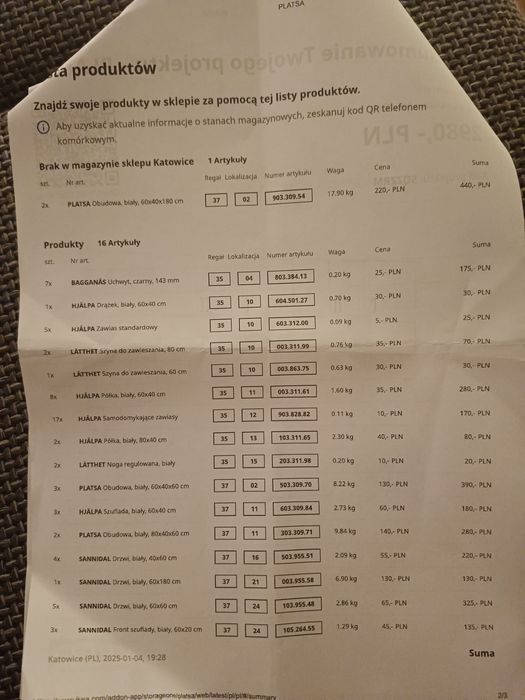 PLATSA
ta produktów
Znajdź swoje produkty w sklepie za pomocą tej listy produktów.
Aby uzyskać aktualne informacje o stanach magazynowych, zeskanuj kod QR telefonem
komórkowym.
Brak w magazynie sklepu Katowice 1 Artykuły
szt. Nr art. Regał Lokalizacja Numer artykułu Waga Cena Suma
2x PLATSA Obudowa, biały, 60x40x180 cm 37 02 903.309.54 17.90 kg 220,- PLN 440,- PLN
Produkty 16 Artykuły
szt. Nr art. Regał Lokalizacja Numer artykułu Waga Cena Suma
7x BAGGANÄS Uchwyt, czarny, 143 mm 35 04 803.384.13 0.20 kg 25,- PLN 175,- PLN
1x HJÄLPA Drążek, biały, 60x40 cm 35 10 604.501.27 0.70 kg 30,- PLN 30,- PLN
5x HJÄLPA Zawias standardowy 35 10 603.312.00 0.09 kg 5,- PLN 25,- PLN
2x LÄTTHET Szyna do zawieszania, 80 cm 35 10 003.311.99 0.76 kg 35,- PLN 70,- PLN
1x LÄTTHET Szyna do zawieszania, 60 cm 35 10 003.863.75 0.63 kg 30,- PLN 30,- PLN
8x HJÄLPA Półka, biały, 60x40 cm 35 11 003.311.61 1.60 kg 35,- PLN 280,- PLN
17x HJÄLPA Samodomykające zawiasy 35 12 903.828.82 0.11 kg 10,- PLN 170,- PLN
2x HJÄLPA Półka, biały, 80x40 cm 35 13 103.311.65 2.30 kg 40,- PLN 80,- PLN
2x LÄTTHET Noga regulowana, biały 35 15 203.311.98 0.20 kg 10,- PLN 20,- PLN
3x PLATSA Obudowa, biały, 60x40x60 cm 37 02 503.309.70 8.22 kg 130,- PLN 390,- PLN
3x HJÄLPA Szuflada, biały, 60x40 cm 37 11 603.309.84 2.73 kg 60,- PLN 180,- PLN
2x PLATSA Obudowa, biały, 80x40x60 cm 37 11 303.309.71 9.84 kg 140,- PLN 280,- PLN
4x SANNIDAL Drzwi, biały, 40x60 cm 37 16 503.955.51 2.09 kg 55,- PLN 220,- PLN
1x SANNIDAL Drzwi, biały, 60x180 cm 37 21 003.955.58 6.90 kg 130,- PLN 130,- PLN
5x SANNIDAL Drzwi, biały, 60x60 cm 37 24 103.955.48 2.86 kg 65,- PLN 325,- PLN
3x SANNIDAL Front szuflady, biały, 60x20 cm 37 24 105.264.55 1.29 kg 45,- PLN 135,- PLN
Katowice (PL), 2025-01-04, 19:28 Suma
2/3